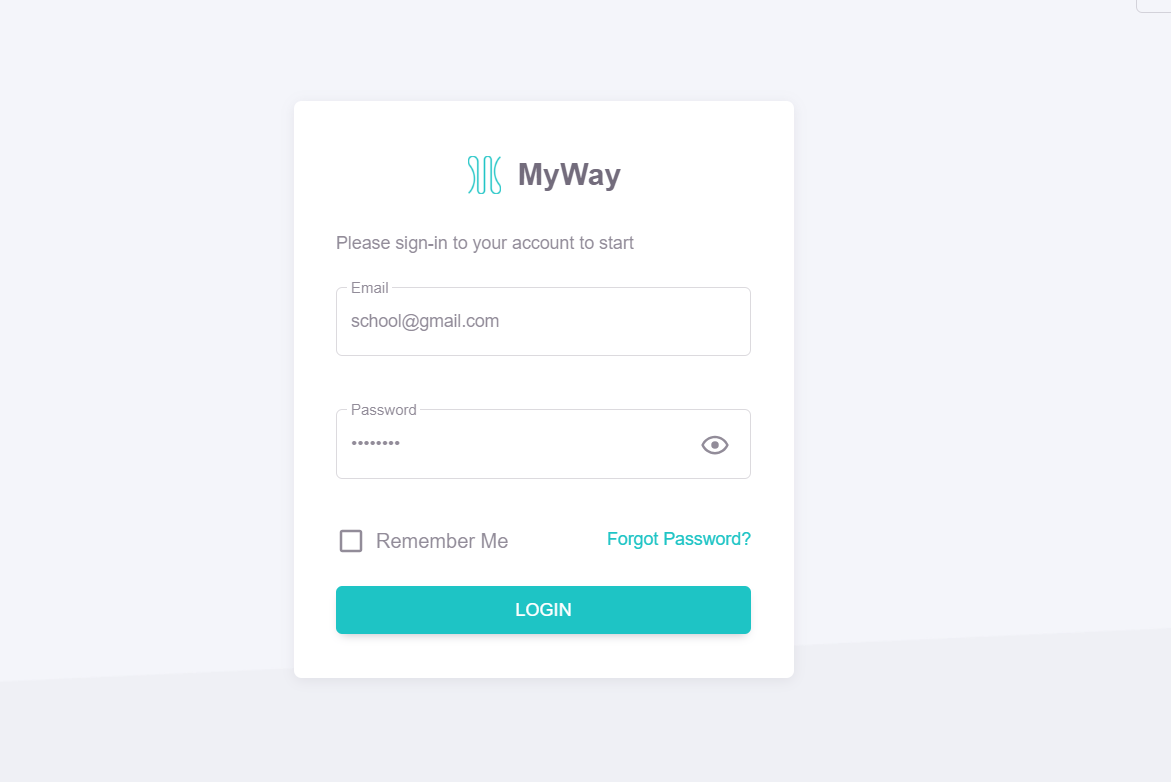 MyWay
Please sign-in to your account to start
Email
school@gmail.com
Password
••••••••
Remember Me
Forgot Password?
LOGIN